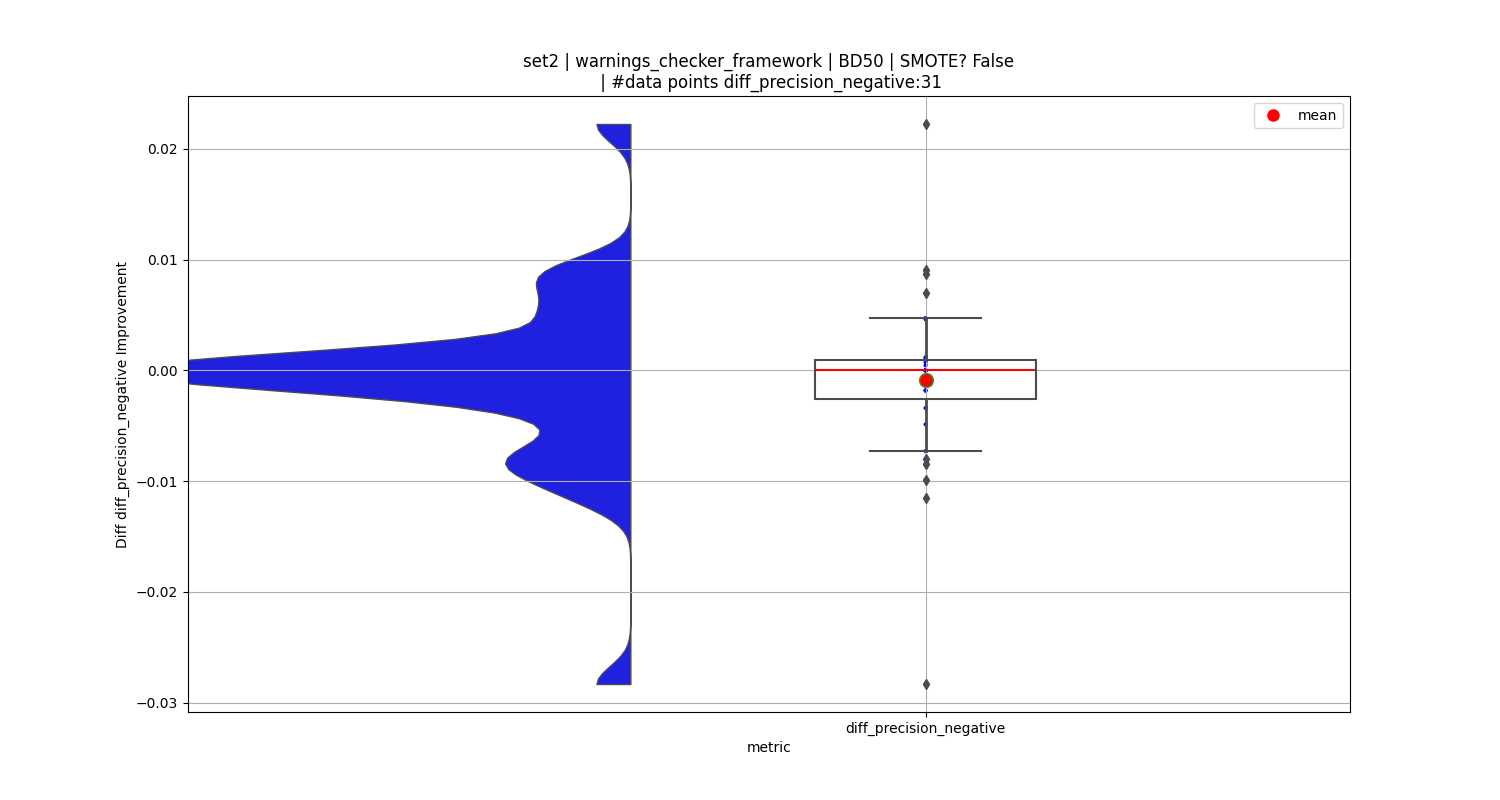 set2 | warnings_checker_framework | BD50 | SMOTE? False
| #data points diff_precision_negative:31
mean
0.02
0.01
0.00
−0.01
−0.02
−0.03
Diff diff_precision_negative Improvement
diff_precision_negative
metric